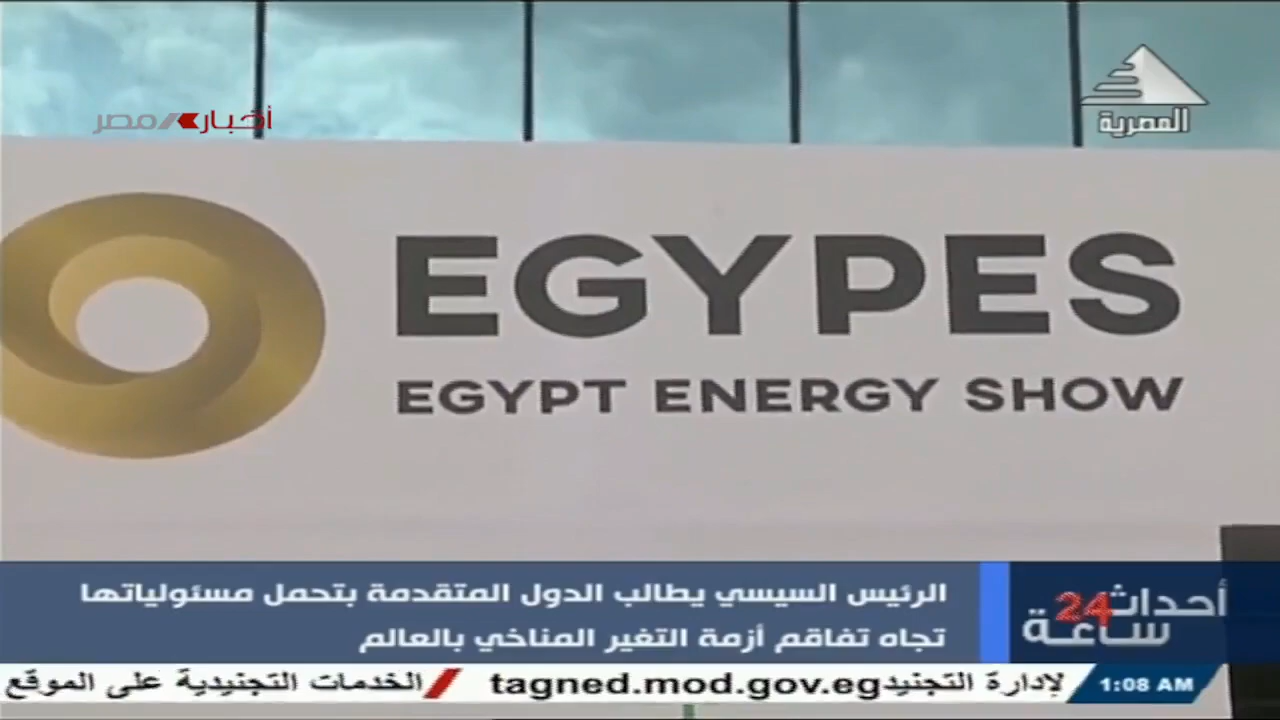 أخبار مصر
المصرية
EGYPES
EGYPT ENERGY SHOW
أحداث 24 ساعة
الرئيس السيسي يطالب الدول المتقدمة بتحمل مسئولياتها
تجاه تفاقم أزمة التغير المناخي بالعالم
1:08 AM
لإدارة التجنيد tagned.mod.gov.eg الخدمات التجنيدية على الموقع